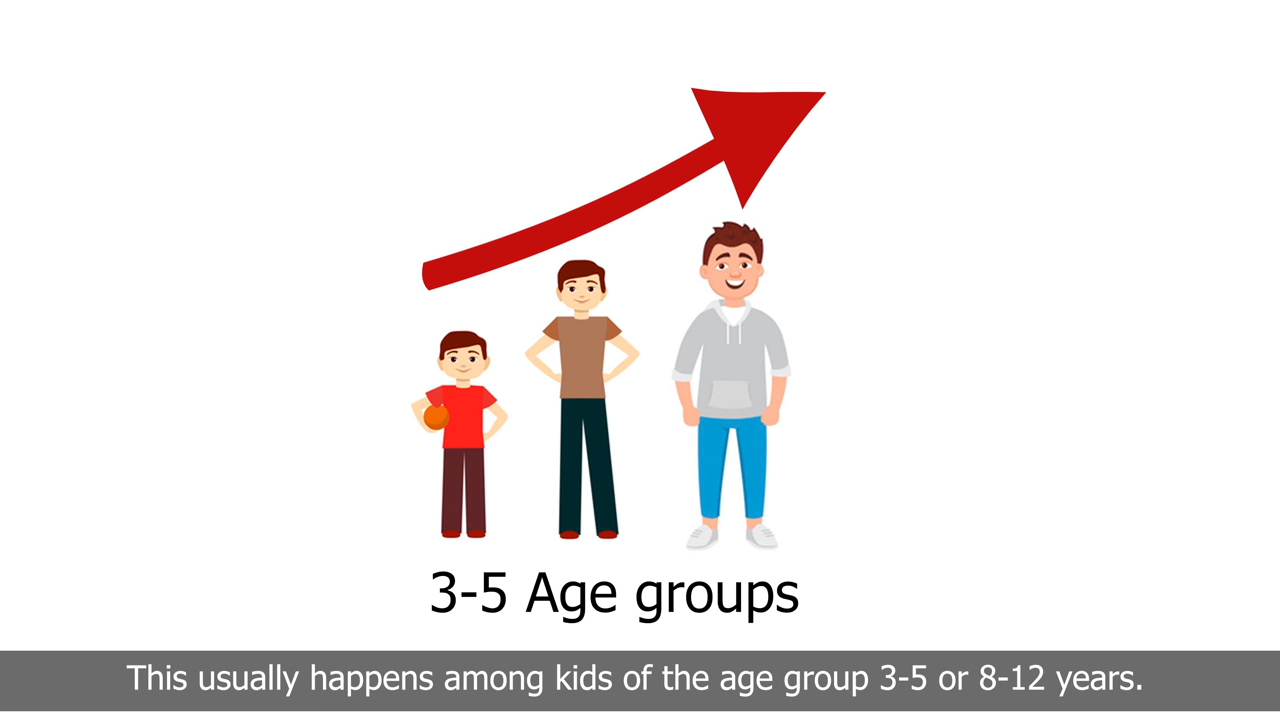 3-5 Age groups
This usually happens among kids of the age group 3-5 or 8-12 years.